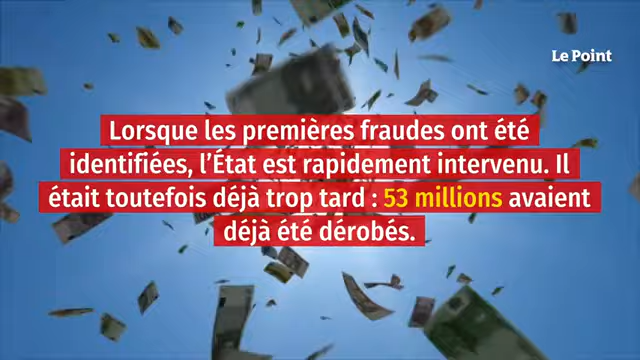 Le Point
Lorsque les premières fraudes ont été
identifiées, l’État est rapidement intervenu. Il
était toutefois déjà trop tard : 53 millions avaient
déjà été dérobés.